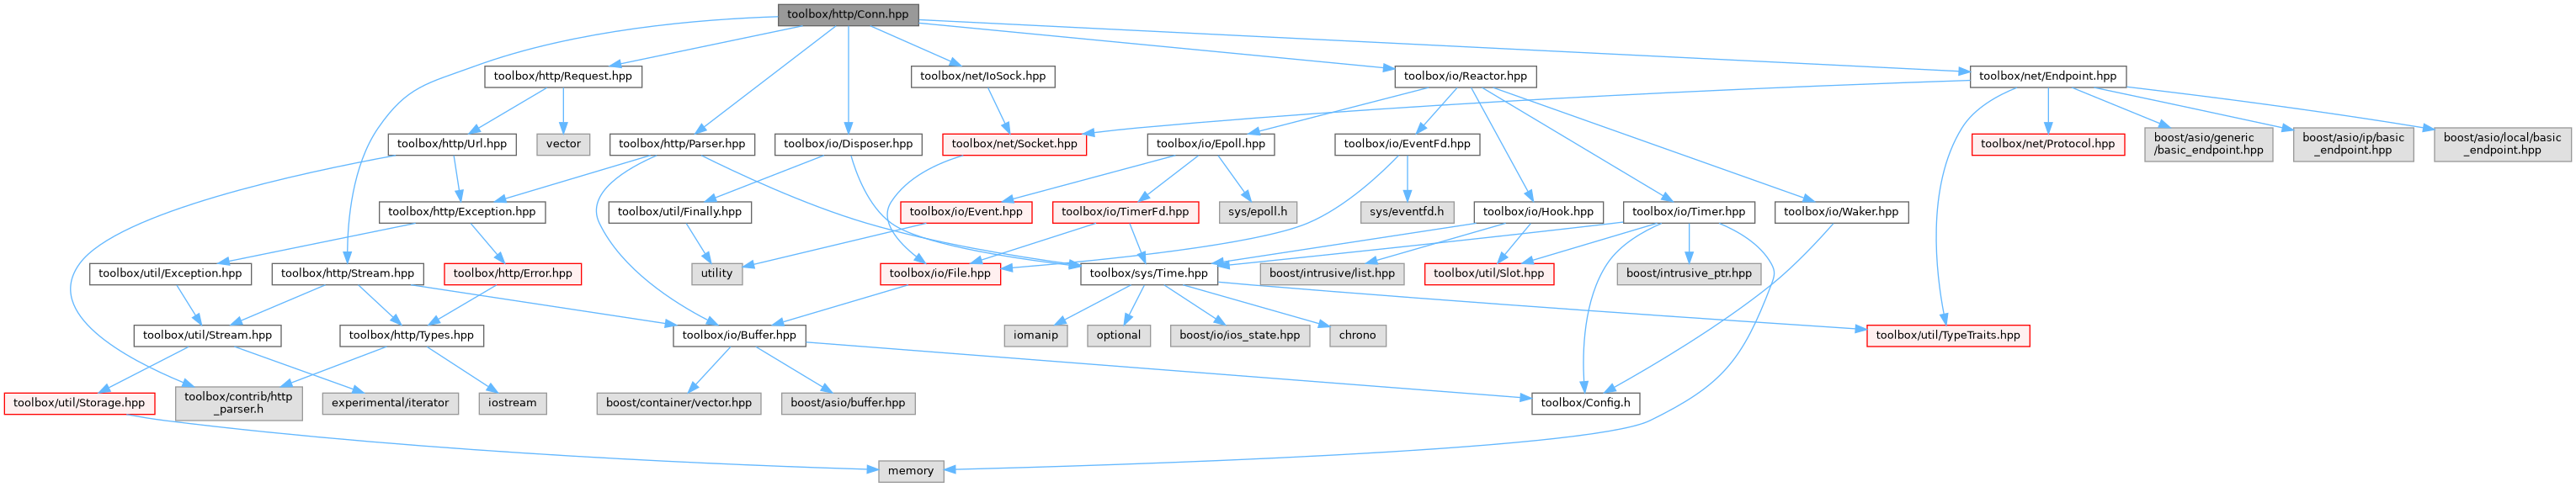 toolbox/http/Conn.hpp
toolbox/http/Request.hpp
toolbox/net/IoSock.hpp
toolbox/io/Reactor.hpp
toolbox/net/Endpoint.hpp
toolbox/http/Url.hpp
vector
toolbox/http/Parser.hpp
toolbox/io/Disposer.hpp
toolbox/net/Socket.hpp
toolbox/io/Epoll.hpp
toolbox/io/EventFd.hpp
toolbox/net/Protocol.hpp
boost/asio/generic
/basic_endpoint.hpp
boost/asio/ip/basic
_endpoint.hpp
boost/asio/local/basic
_endpoint.hpp
toolbox/http/Exception.hpp
toolbox/util/Finally.hpp
toolbox/io/Event.hpp
toolbox/io/TimerFd.hpp
sys/epoll.h
sys/eventfd.h
toolbox/io/Hook.hpp
toolbox/io/Timer.hpp
toolbox/io/Waker.hpp
toolbox/util/Exception.hpp
toolbox/http/Stream.hpp
toolbox/http/Error.hpp
utility
toolbox/io/File.hpp
toolbox/sys/Time.hpp
boost/intrusive/list.hpp
toolbox/util/Slot.hpp
boost/intrusive_ptr.hpp
toolbox/util/Stream.hpp
toolbox/http/Types.hpp
toolbox/io/Buffer.hpp
iomanip
optional
boost/io/ios_state.hpp
chrono
toolbox/util/TypeTraits.hpp
toolbox/util/Storage.hpp
toolbox/contrib/http
_parser.h
experimental/iterator
iostream
boost/container/vector.hpp
boost/asio/buffer.hpp
toolbox/Config.h
memory